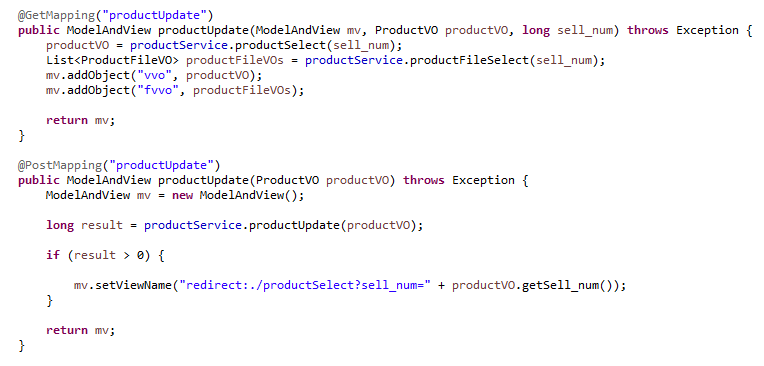 @GetMapping("productUpdate")
public ModelAndView productUpdate(ModelAndView mv, ProductVO productVO, long sell_num) throws Exception {
    productVO = productService.productSelect(sell_num);
    List<ProductFileVO> productFileVOs = productService.productFileSelect(sell_num);
    mv.addObject("vvo", productVO);
    mv.addObject("fvvo", productFileVOs);
    return mv;
}
@PostMapping("productUpdate")
public ModelAndView productUpdate(ProductVO productVO) throws Exception {
    ModelAndView mv = new ModelAndView();
    long result = productService.productUpdate(productVO);
    if (result > 0) {
        mv.setViewName("redirect:./productSelect?sell_num=" + productVO.getSell_num());
    }
    return mv;
}